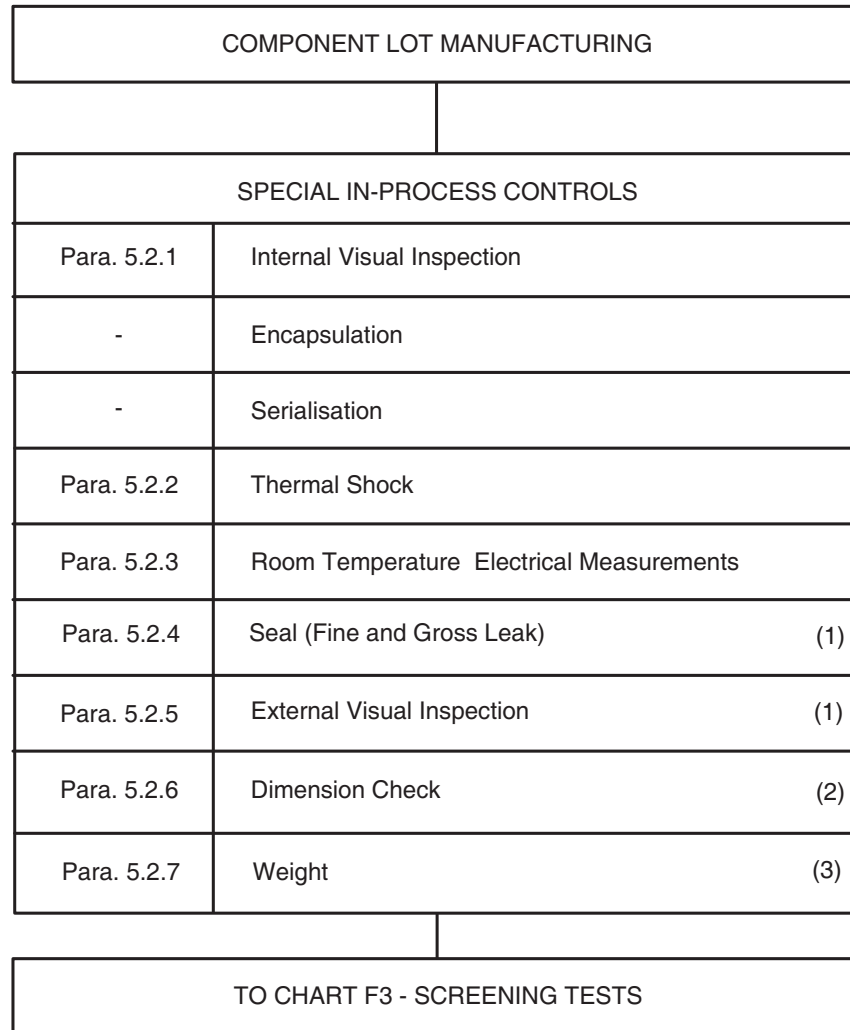 COMPONENT LOT MANUFACTURING
SPECIAL IN-PROCESS CONTROLS
Para. 5.2.1 Internal Visual Inspection
- Encapsulation
- Serialisation
Para. 5.2.2 Thermal Shock
Para. 5.2.3 Room Temperature Electrical Measurements
Para. 5.2.4 Seal (Fine and Gross Leak) (1)
Para. 5.2.5 External Visual Inspection (1)
Para. 5.2.6 Dimension Check (2)
Para. 5.2.7 Weight (3)
TO CHART F3 - SCREENING TESTS